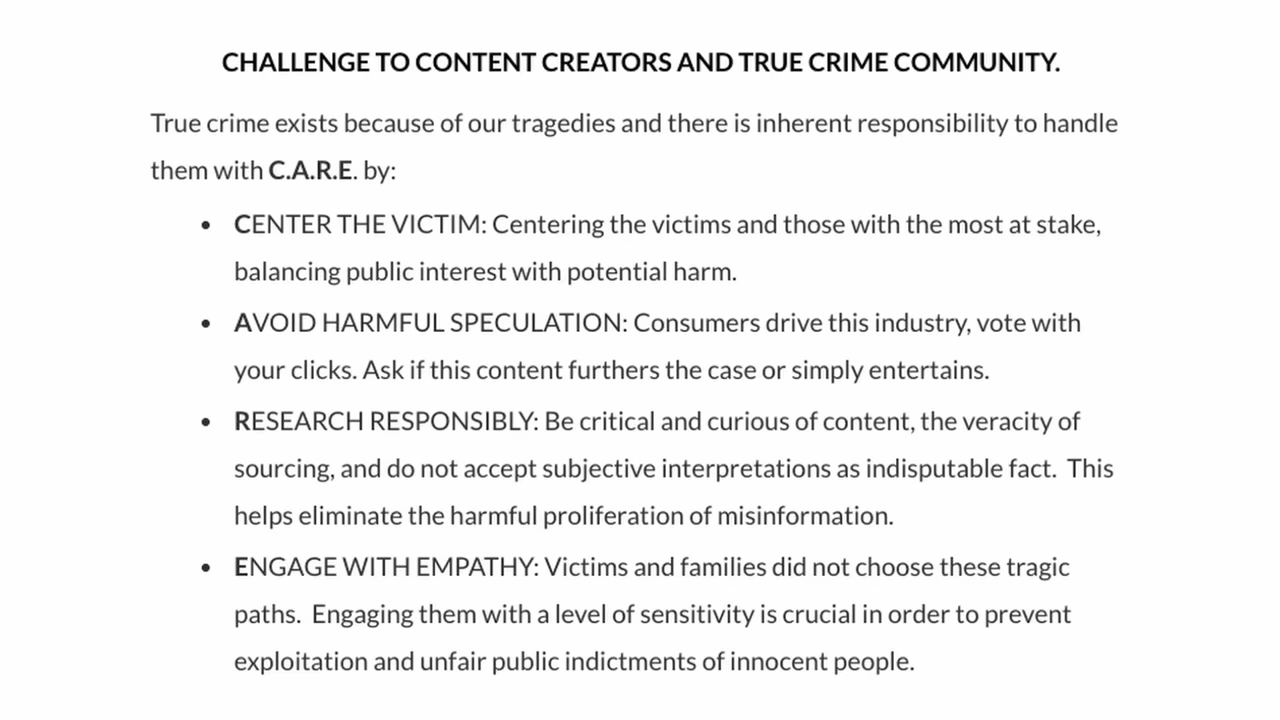 CHALLENGE TO CONTENT CREATORS AND TRUE CRIME COMMUNITY.
True crime exists because of our tragedies and there is inherent responsibility to handle
them with C.A.R.E. by:
• CENTER THE VICTIM: Centering the victims and those with the most at stake,
balancing public interest with potential harm.
• AVOID HARMFUL SPECULATION: Consumers drive this industry, vote with
your clicks. Ask if this content furthers the case or simply entertains.
• RESEARCH RESPONSIBLY: Be critical and curious of content, the veracity of
sourcing, and do not accept subjective interpretations as indisputable fact.  This
helps eliminate the harmful proliferation of misinformation.
• ENGAGE WITH EMPATHY: Victims and families did not choose these tragic
paths.  Engaging them with a level of sensitivity is crucial in order to prevent
exploitation and unfair public indictments of innocent people.